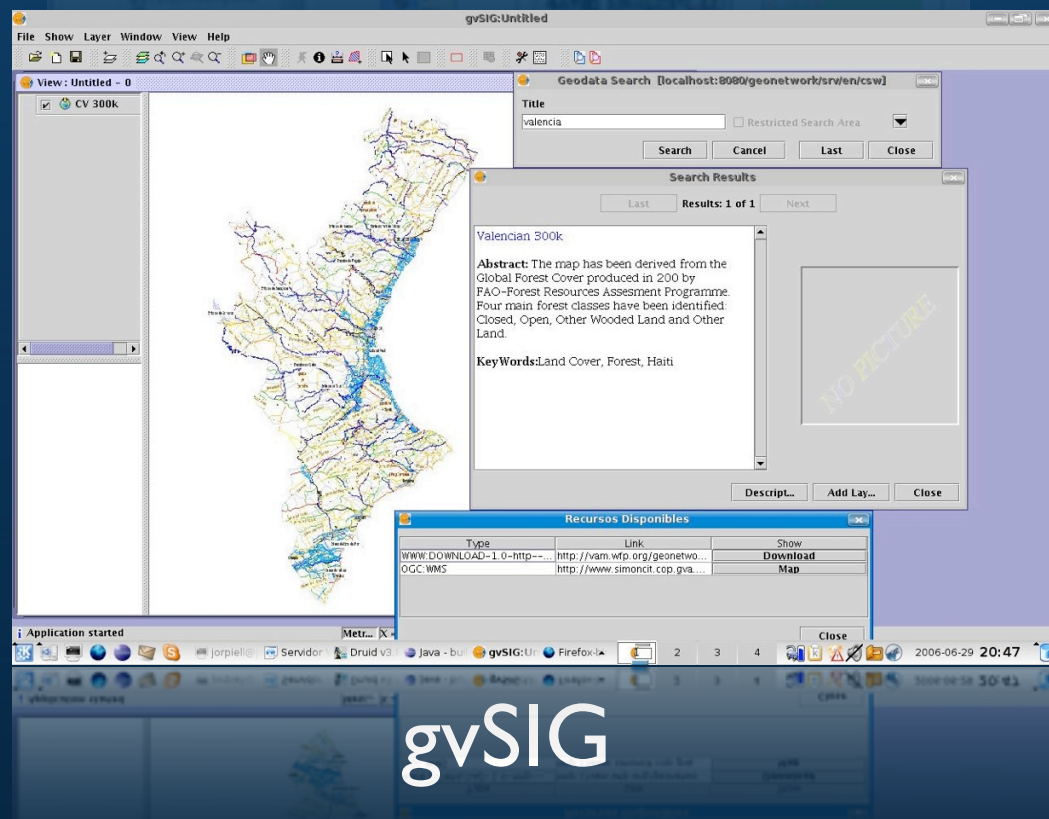 gvSIG:Untitled
File Show Layer Window View Help
View : Untitled - 0
CV 300k
Geodata Search [localhost:8080/geonetwork/srv/en/csw]
Title
valencia
Restricted Search Area
Search Cancel Last Close
Search Results
Last Results: 1 of 1 Next
Valencian 300k
Abstract: The map has been derived from the
Global Forest Cover produced in 200 by
FAO-Forest Resources Assesment Programme.
Four main forest classes have been identified:
Closed, Open, Other Wooded Land and Other
Land.
KeyWords:Land Cover, Forest, Haiti
NO PICTURE
Descript... Add Lay... Close
Recursos Disponibles
Type Link Show
WWW:DOWNLOAD-1.0-http--... http://vam.wfp.org/geonetwo... Download
OGC:WMS http://www.simoncit.cop.gva.... Map
Close
Application started Metr... X
jorpiell@ Servidor Druid v3. Java - bu gvSIG:Un Firefox-L 2 3 4 2006-06-29 20:47
gvSIG